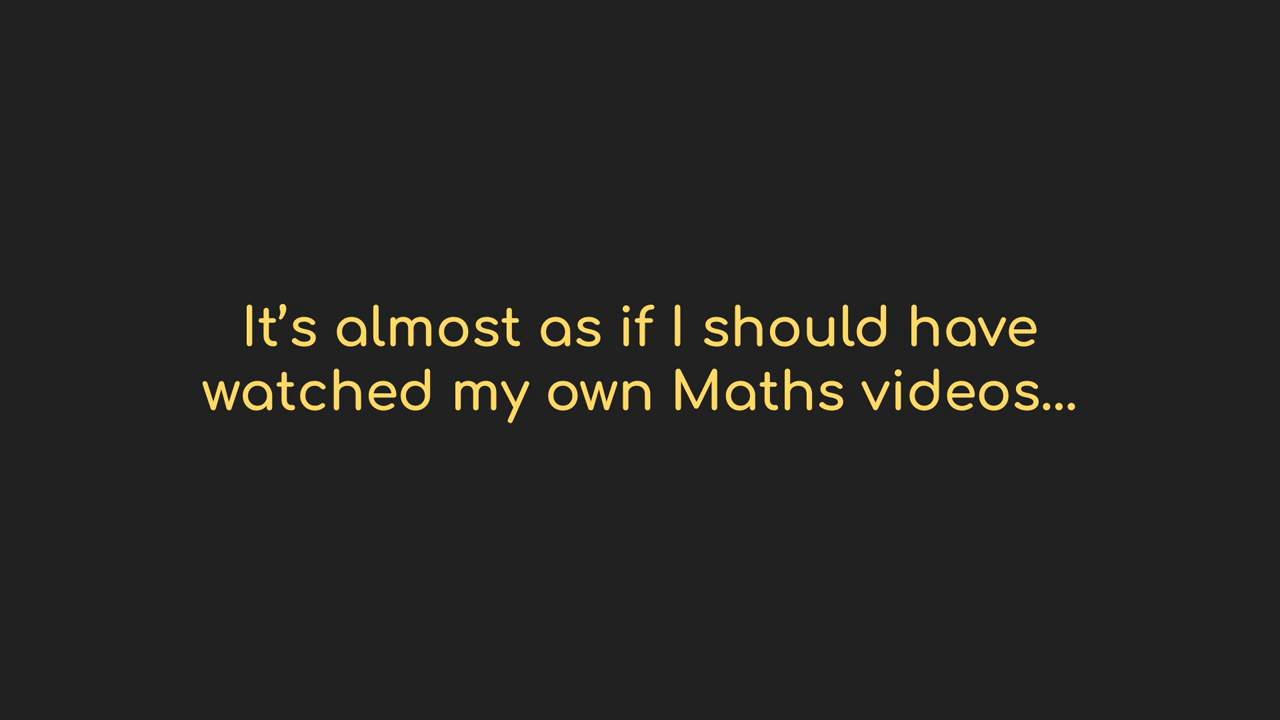 It’s almost as if I should have
watched my own Maths videos...